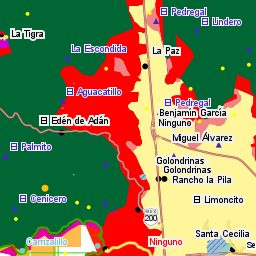 El Pedregal
El Lindero
La Tigra
La Escondida
La Paz
El Aguacatillo
El Pedregal
Benjamín García
El Edén de Adán
Ninguno
Miguel Álvarez
El Palmito
Golondrinas
Golondrinas
Rancho la Pila
El Cenicero
El Limoncito
MEX
200
Santa Cecilia
Carrizalillo
Ninguno
Se